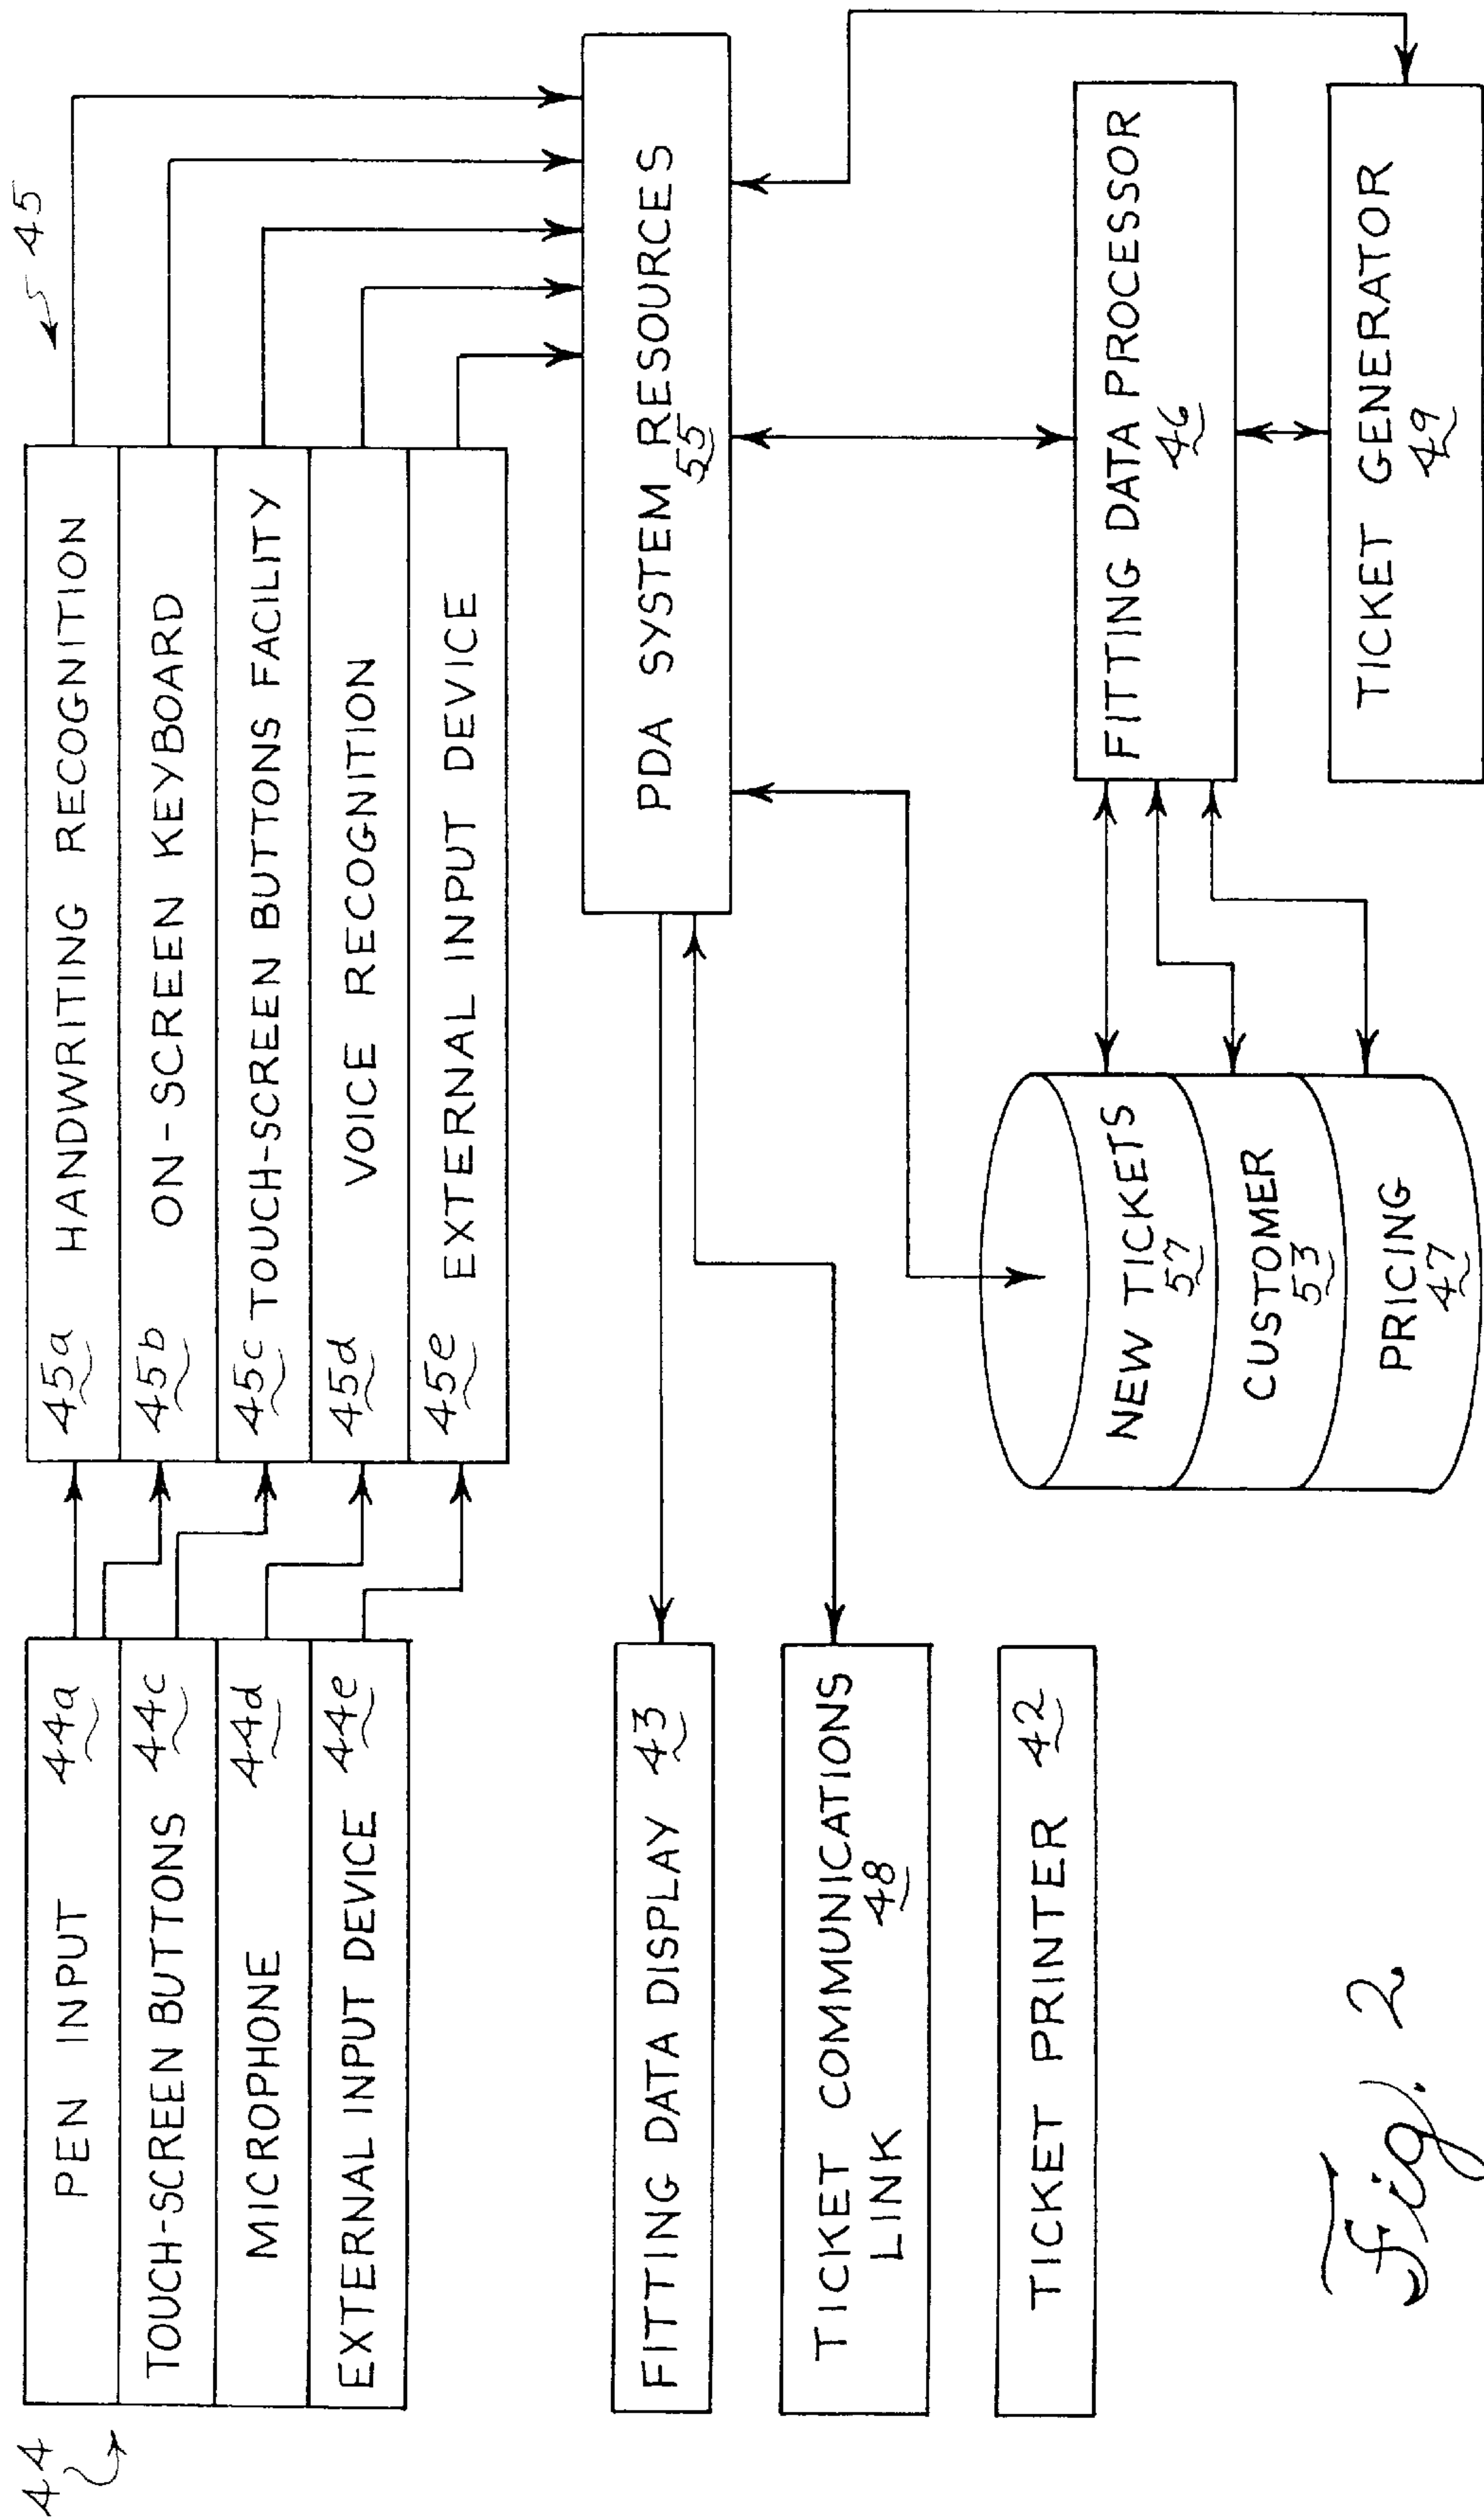 44
PEN INPUT 44a
TOUCH-SCREEN BUTTONS 44c
MICROPHONE 44d
EXTERNAL INPUT DEVICE 44e
45
45a HANDWRITING RECOGNITION
45b ON-SCREEN KEYBOARD
45c TOUCH-SCREEN BUTTONS FACILITY
45d VOICE RECOGNITION
45e EXTERNAL INPUT DEVICE
FITTING DATA DISPLAY 43
TICKET COMMUNICATIONS
LINK 48
TICKET PRINTER 42
PDA SYSTEM RESOURCES
55
NEW TICKETS
57
CUSTOMER
53
PRICING
47
FITTING DATA PROCESSOR
46
TICKET GENERATOR
49
Fig. 2